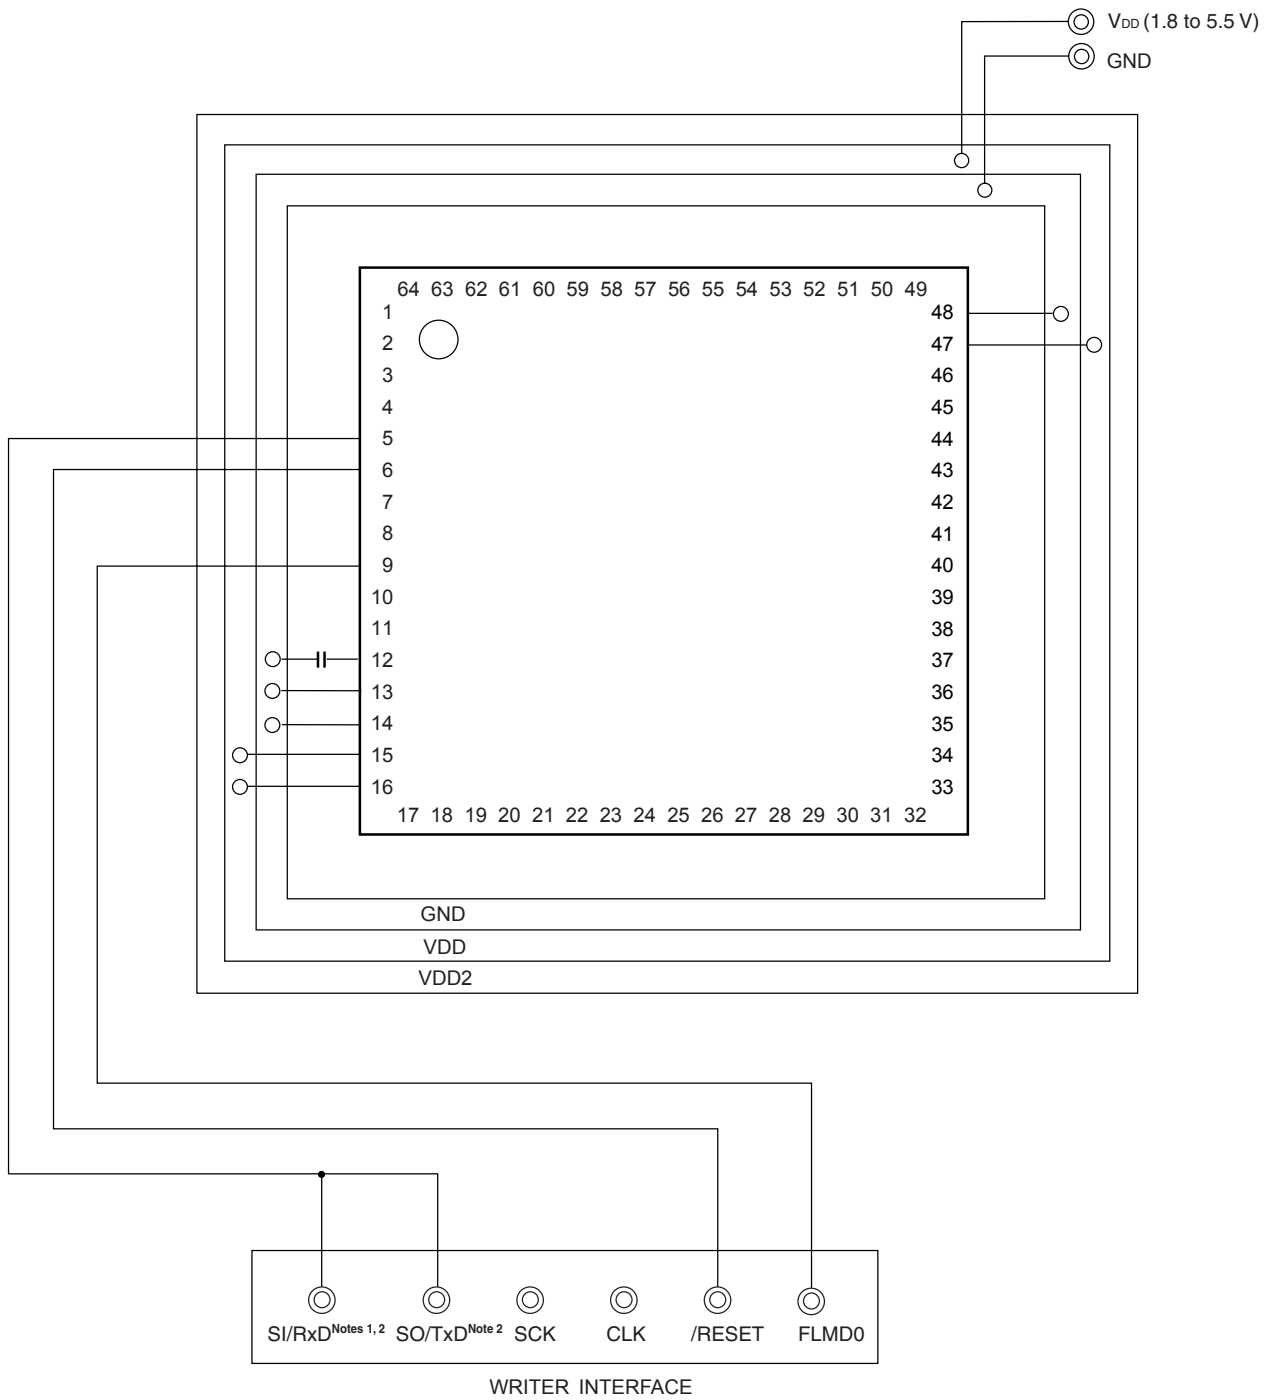 VDD (1.8 to 5.5 V)
GND
64 63 62 61 60 59 58 57 56 55 54 53 52 51 50 49
1 48
2 47
3 46
4 45
5 44
6 43
7 42
8 41
9 40
10 39
11 38
12 37
13 36
14 35
15 34
16 33
17 18 19 20 21 22 23 24 25 26 27 28 29 30 31 32
GND
VDD
VDD2
SI/RxD Notes 1, 2 SO/TxD Note 2 SCK CLK /RESET FLMD0
WRITER INTERFACE